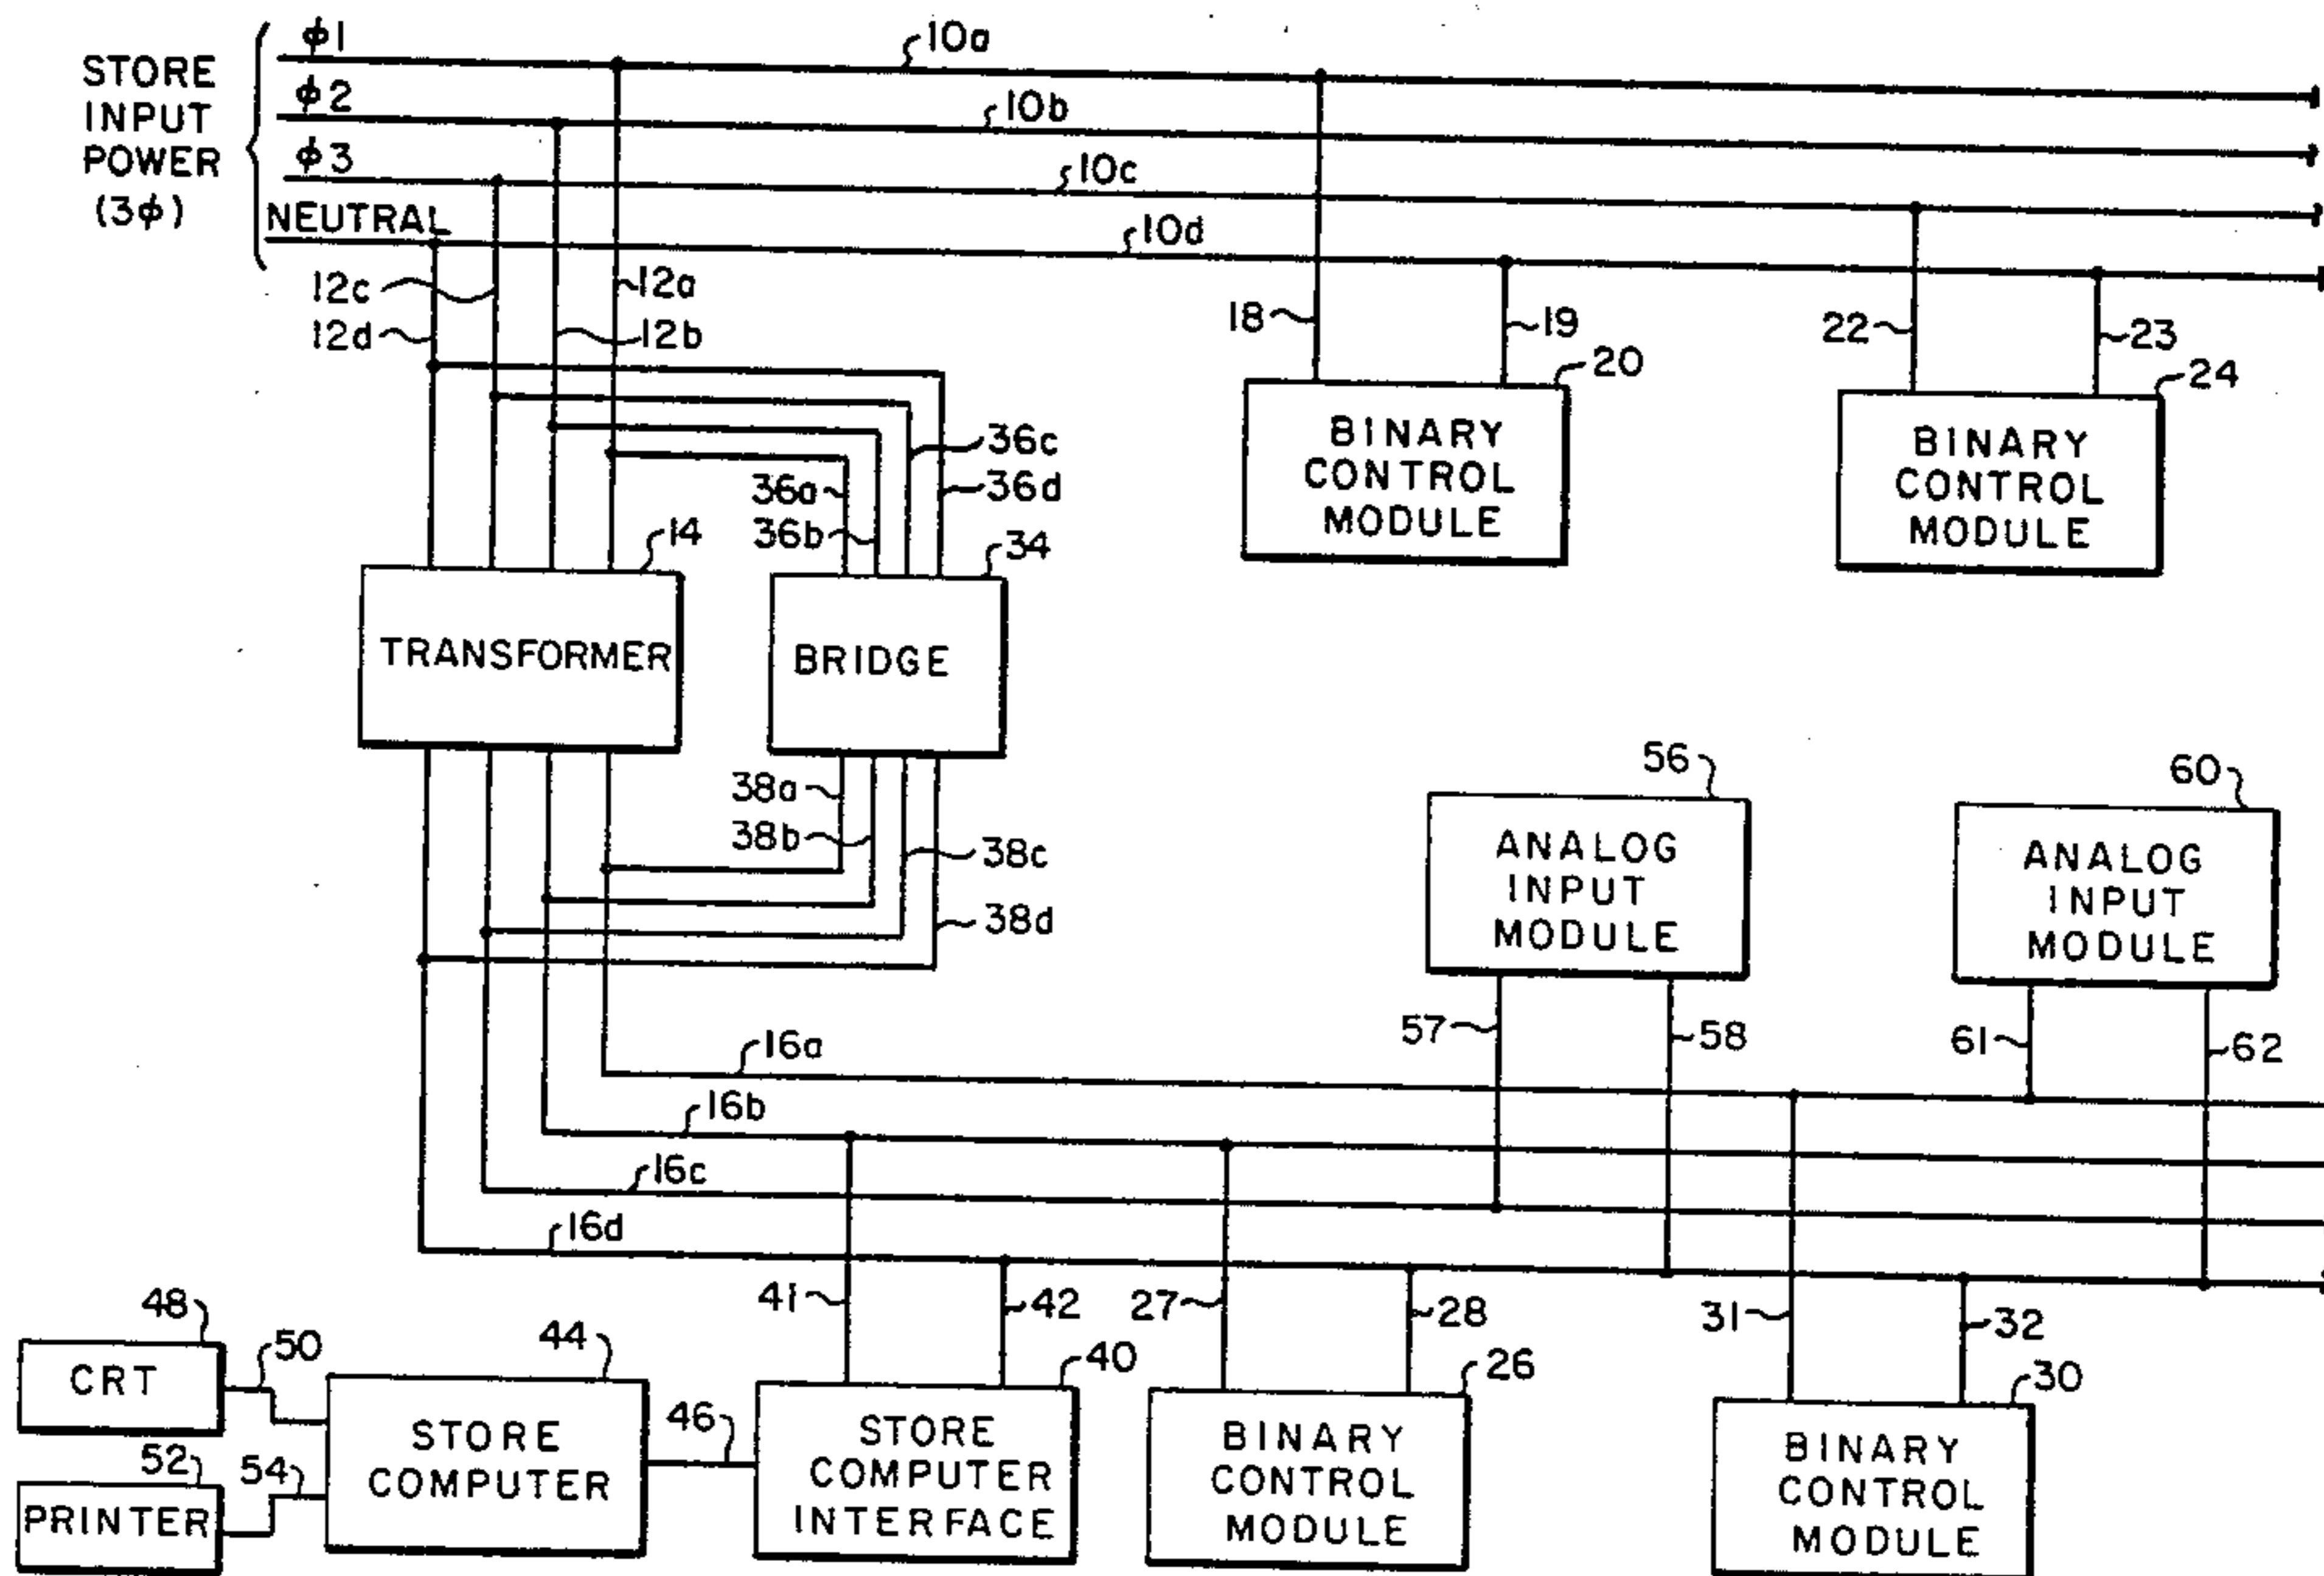 STORE
INPUT
POWER
(3ϕ)
ϕ1
ϕ2
ϕ3
NEUTRAL
10a
10b
10c
10d
12c
12d
12a
12b
18
19
20
22
23
24
BINARY
CONTROL
MODULE
BINARY
CONTROL
MODULE
36c
36d
36a
36b
14
34
TRANSFORMER
BRIDGE
38a
38b
38c
38d
56
60
ANALOG
INPUT
MODULE
ANALOG
INPUT
MODULE
57
58
61
62
16a
16b
16c
16d
41
42
27
28
31
32
48
50
44
40
26
30
CRT
46
52
54
PRINTER
STORE
COMPUTER
STORE
COMPUTER
INTERFACE
BINARY
CONTROL
MODULE
BINARY
CONTROL
MODULE